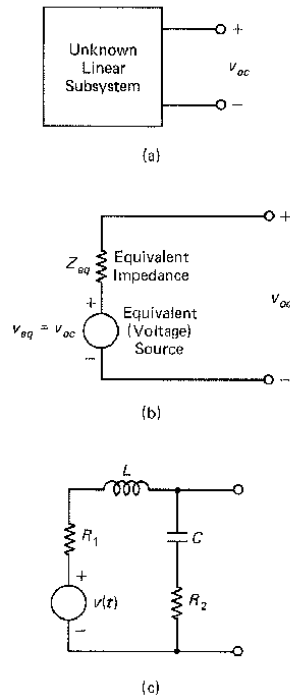 Unknown
Linear
Subsystem
+
v_oc
−
(a)
Z_eq
Equivalent
Impedance
+
v_eq = v_oc
Equivalent
(Voltage)
Source
−
+
v_oc
−
(b)
L
R_1
C
+
v(t)
−
R_2
(c)